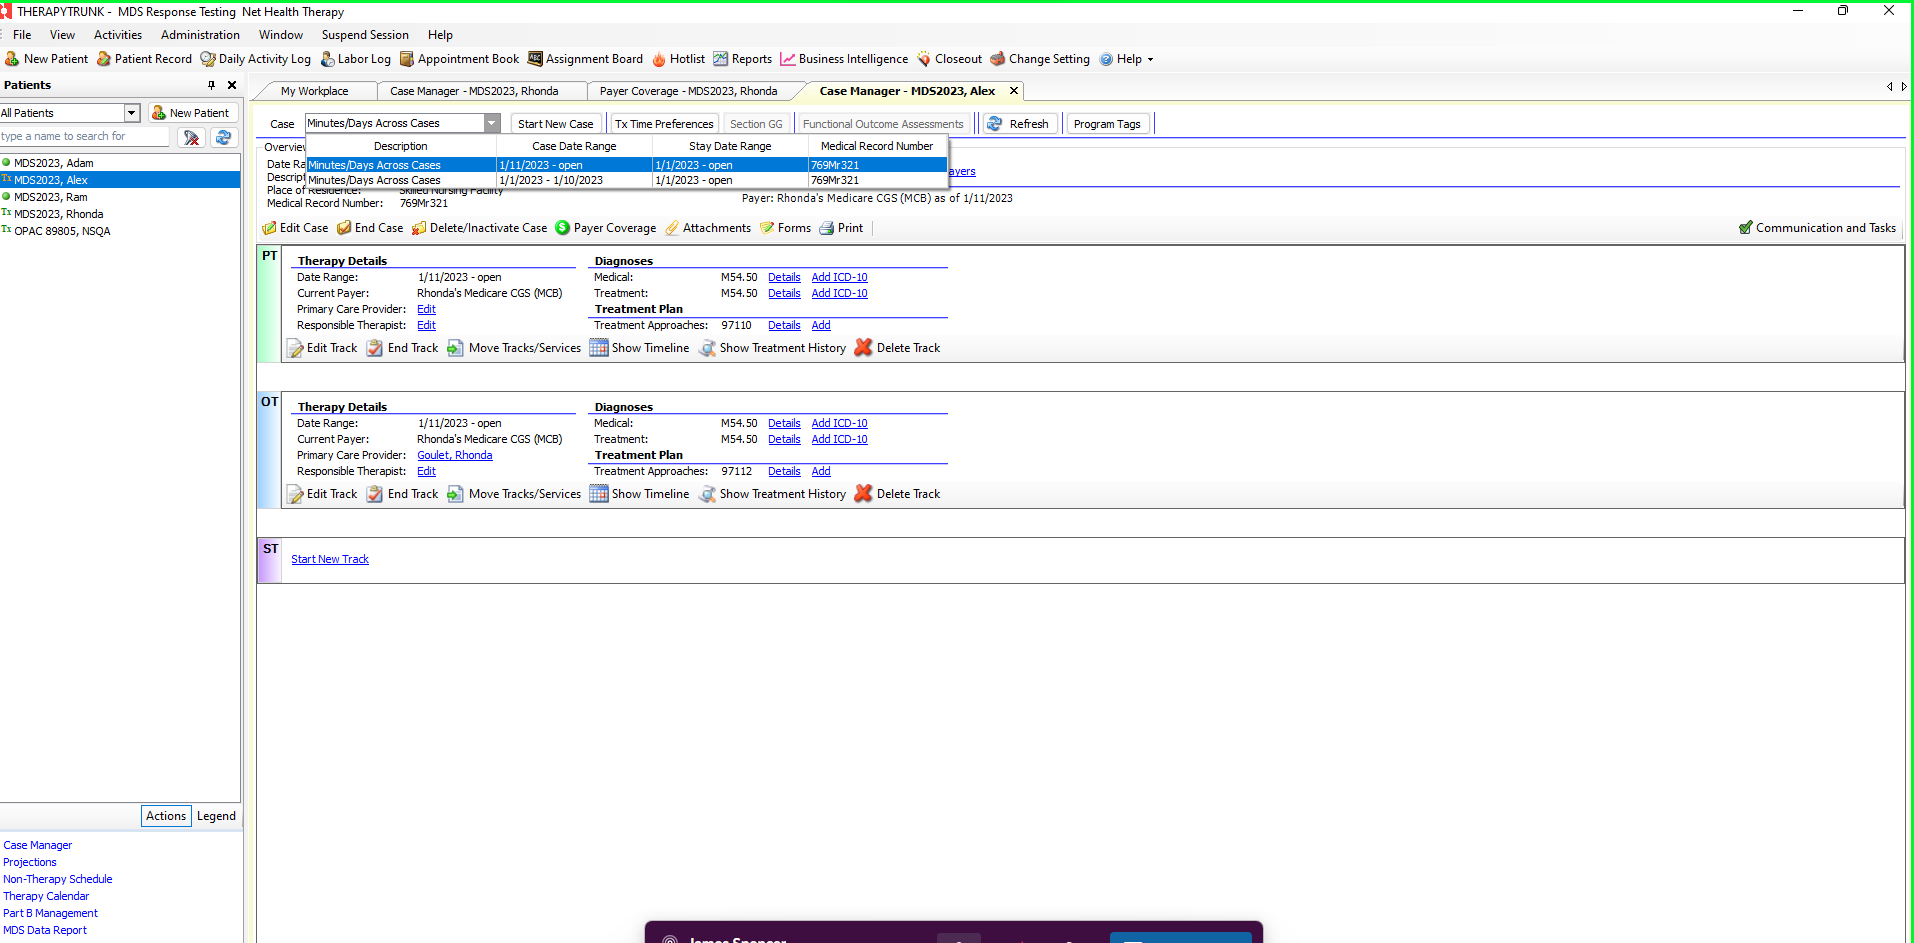 THERAPYTRUNK - MDS Response Testing Net Health Therapy
File View Activities Administration Window Suspend Session Help
New Patient Patient Record Daily Activity Log Labor Log Appointment Book Assignment Board Hotlist Reports Business Intelligence Closeout Change Setting Help
Patients
All Patients New Patient
type a name to search for
MDS2023, Adam
Tx MDS2023, Alex
MDS2023, Ram
Tx MDS2023, Rhonda
Tx OPAC 89805, NSQA
Actions Legend
Case Manager
Projections
Non-Therapy Schedule
Therapy Calendar
Part B Management
MDS Data Report
My Workplace Case Manager - MDS2023, Rhonda Payer Coverage - MDS2023, Rhonda Case Manager - MDS2023, Alex
Case Minutes/Days Across Cases Start New Case Tx Time Preferences Section GG Functional Outcome Assessments Refresh Program Tags
Description Case Date Range Stay Date Range Medical Record Number
Minutes/Days Across Cases 1/11/2023 - open 1/1/2023 - open 769Mr321
Minutes/Days Across Cases 1/1/2023 - 1/10/2023 1/1/2023 - open 769Mr321
Overview
Date Ra
Descript ayers
Place of Residence: Skilled Nursing Facility
Medical Record Number: 769Mr321 Payer: Rhonda's Medicare CGS (MCB) as of 1/11/2023
Edit Case End Case Delete/Inactivate Case Payer Coverage Attachments Forms Print Communication and Tasks
PT
Therapy Details Diagnoses
Date Range: 1/11/2023 - open Medical: M54.50 Details Add ICD-10
Current Payer: Rhonda's Medicare CGS (MCB) Treatment: M54.50 Details Add ICD-10
Primary Care Provider: Edit Treatment Plan
Responsible Therapist: Edit Treatment Approaches: 97110 Details Add
Edit Track End Track Move Tracks/Services Show Timeline Show Treatment History Delete Track
OT
Therapy Details Diagnoses
Date Range: 1/11/2023 - open Medical: M54.50 Details Add ICD-10
Current Payer: Rhonda's Medicare CGS (MCB) Treatment: M54.50 Details Add ICD-10
Primary Care Provider: Goulet, Rhonda Treatment Plan
Responsible Therapist: Edit Treatment Approaches: 97112 Details Add
Edit Track End Track Move Tracks/Services Show Timeline Show Treatment History Delete Track
ST
Start New Track
James Spencer